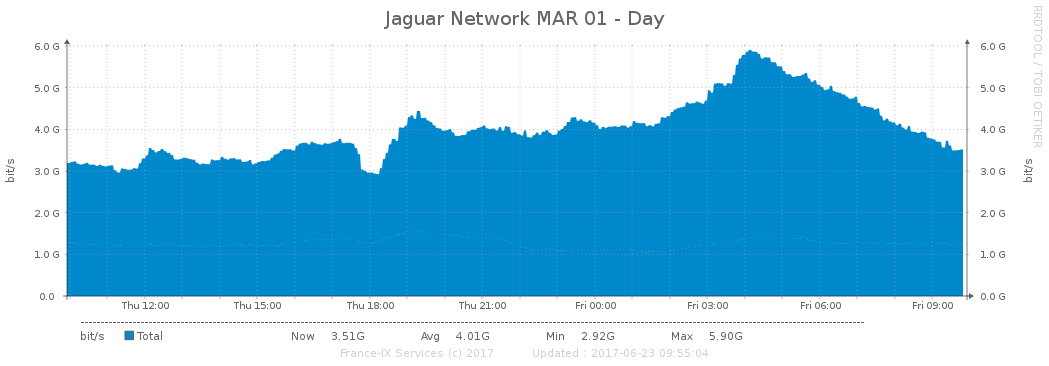 Jaguar Network MAR 01 - Day
RRDTOOL / TOBI OETIKER
6.0 G 6.0 G
5.0 G 5.0 G
4.0 G 4.0 G
3.0 G 3.0 G
2.0 G 2.0 G
1.0 G 1.0 G
0.0 0.0 G
bit/s bit/s
Thu 12:00 Thu 15:00 Thu 18:00 Thu 21:00 Fri 00:00 Fri 03:00 Fri 06:00 Fri 09:00
bit/s Total Now 3.51G Avg 4.01G Min 2.92G Max 5.90G
France-IX Services (c) 2017 Updated : 2017-06-23 09:55:04